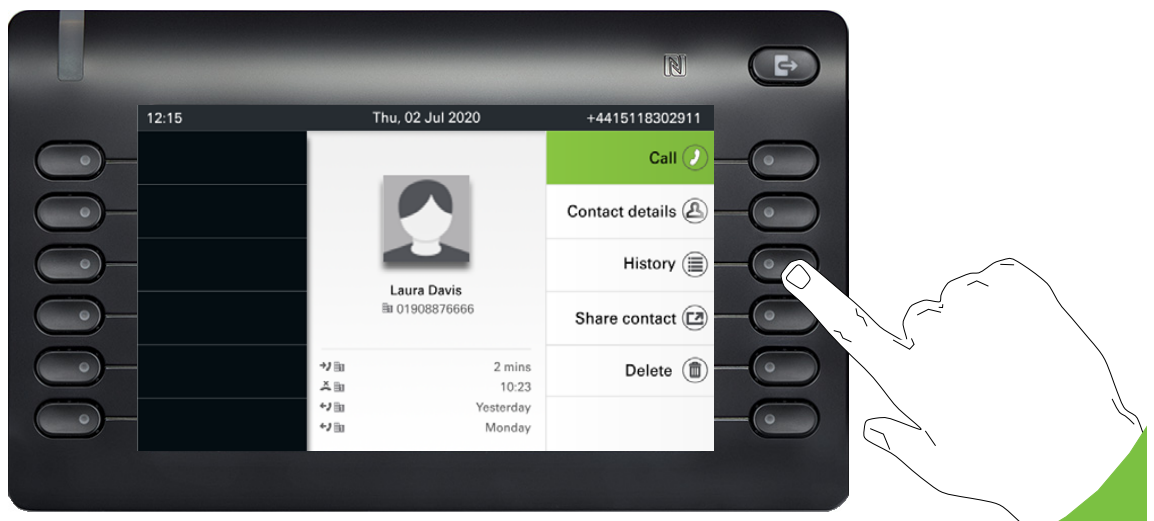 12:15 Thu, 02 Jul 2020 +4415118302911
Call
Contact details
History
Share contact
Delete
Laura Davis
01908876666
2 mins
10:23
Yesterday
Monday